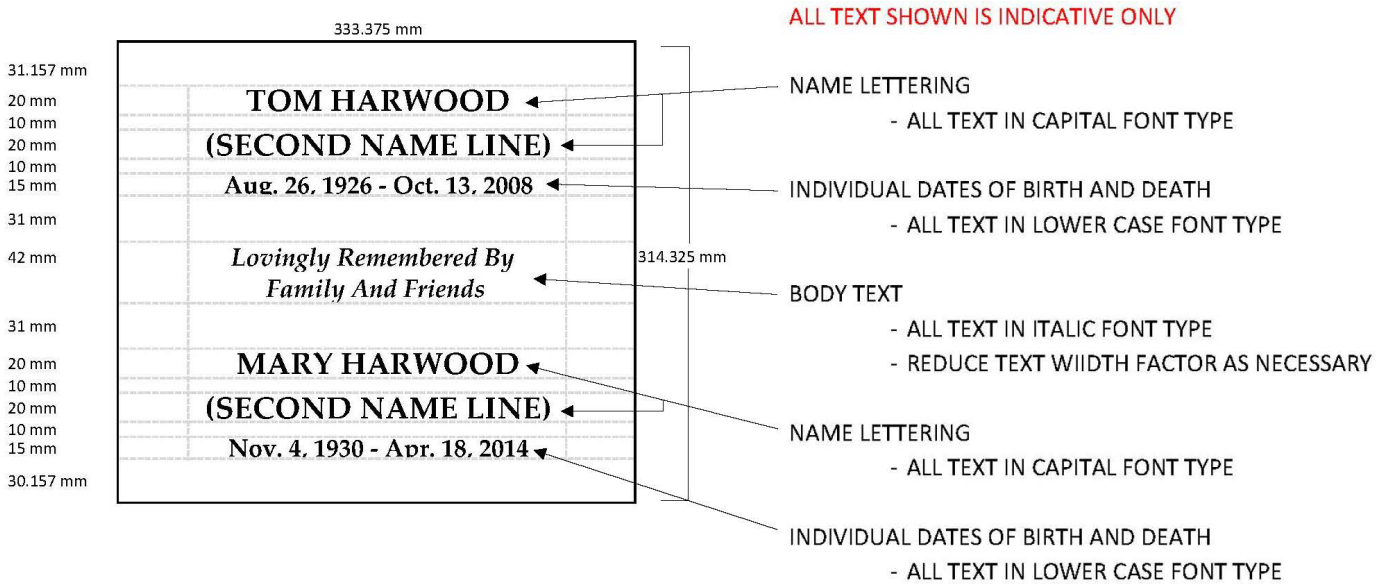 ALL TEXT SHOWN IS INDICATIVE ONLY
333.375 mm
31.157 mm
20 mm
10 mm
20 mm
10 mm
15 mm
31 mm
42 mm
31 mm
20 mm
10 mm
20 mm
10 mm
15 mm
30.157 mm
TOM HARWOOD
(SECOND NAME LINE)
Aug. 26, 1926 - Oct. 13, 2008
Lovingly Remembered By
Family And Friends
MARY HARWOOD
(SECOND NAME LINE)
Nov. 4, 1930 - Apr. 18, 2014
314.325 mm
NAME LETTERING
- ALL TEXT IN CAPITAL FONT TYPE
INDIVIDUAL DATES OF BIRTH AND DEATH
- ALL TEXT IN LOWER CASE FONT TYPE
BODY TEXT
- ALL TEXT IN ITALIC FONT TYPE
- REDUCE TEXT WIIDTH FACTOR AS NECESSARY
NAME LETTERING
- ALL TEXT IN CAPITAL FONT TYPE
INDIVIDUAL DATES OF BIRTH AND DEATH
- ALL TEXT IN LOWER CASE FONT TYPE